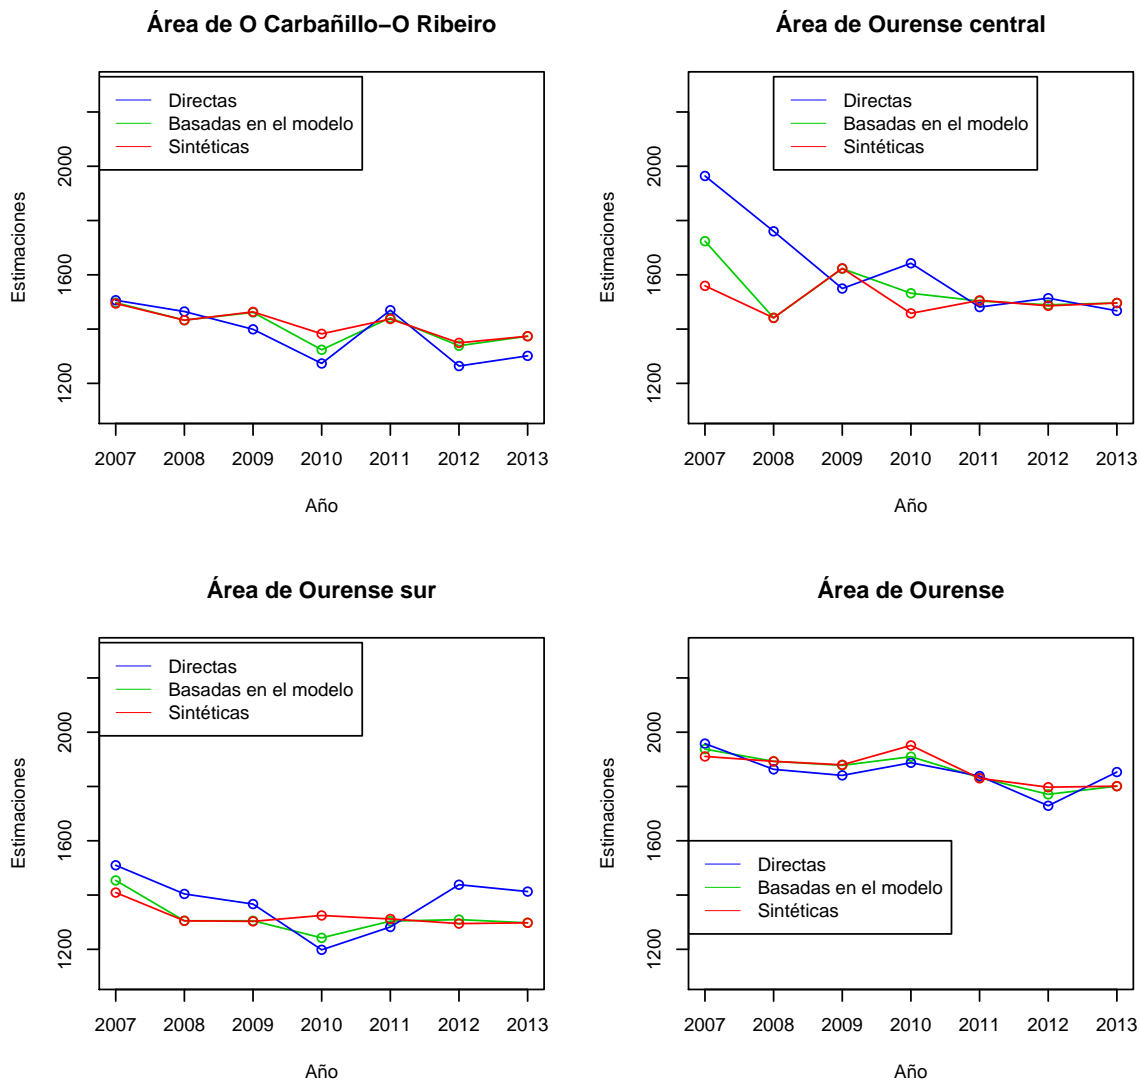 Área de O Carbañillo−O Ribeiro
Directas
Basadas en el modelo
Sintéticas
Estimaciones
2000
1600
1200
2007 2008 2009 2010 2011 2012 2013
Año
Área de Ourense central
Directas
Basadas en el modelo
Sintéticas
Estimaciones
2000
1600
1200
2007 2008 2009 2010 2011 2012 2013
Año
Área de Ourense sur
Directas
Basadas en el modelo
Sintéticas
Estimaciones
2000
1600
1200
2007 2008 2009 2010 2011 2012 2013
Año
Área de Ourense
Directas
Basadas en el modelo
Sintéticas
Estimaciones
2000
1600
1200
2007 2008 2009 2010 2011 2012 2013
Año